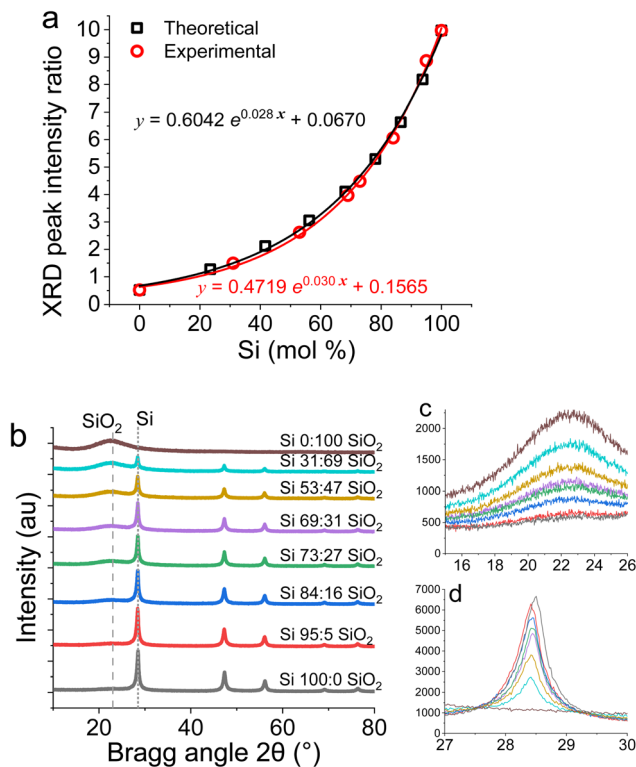 a
Theoretical
Experimental
y = 0.6042 e^0.028 x + 0.0670
y = 0.4719 e^0.030 x + 0.1565
XRD peak intensity ratio
10
9
8
7
6
5
4
3
2
1
0
0 20 40 60 80 100
Si (mol %)
b
SiO₂ Si
Si 0:100 SiO₂
Si 31:69 SiO₂
Si 53:47 SiO₂
Si 69:31 SiO₂
Si 73:27 SiO₂
Si 84:16 SiO₂
Si 95:5 SiO₂
Si 100:0 SiO₂
Intensity (au)
20 40 60 80
Bragg angle 2θ (°)
c
2500
2000
1500
1000
500
0
16 18 20 22 24 26
d
7000
6000
5000
4000
3000
2000
1000
0
27 28 29 30